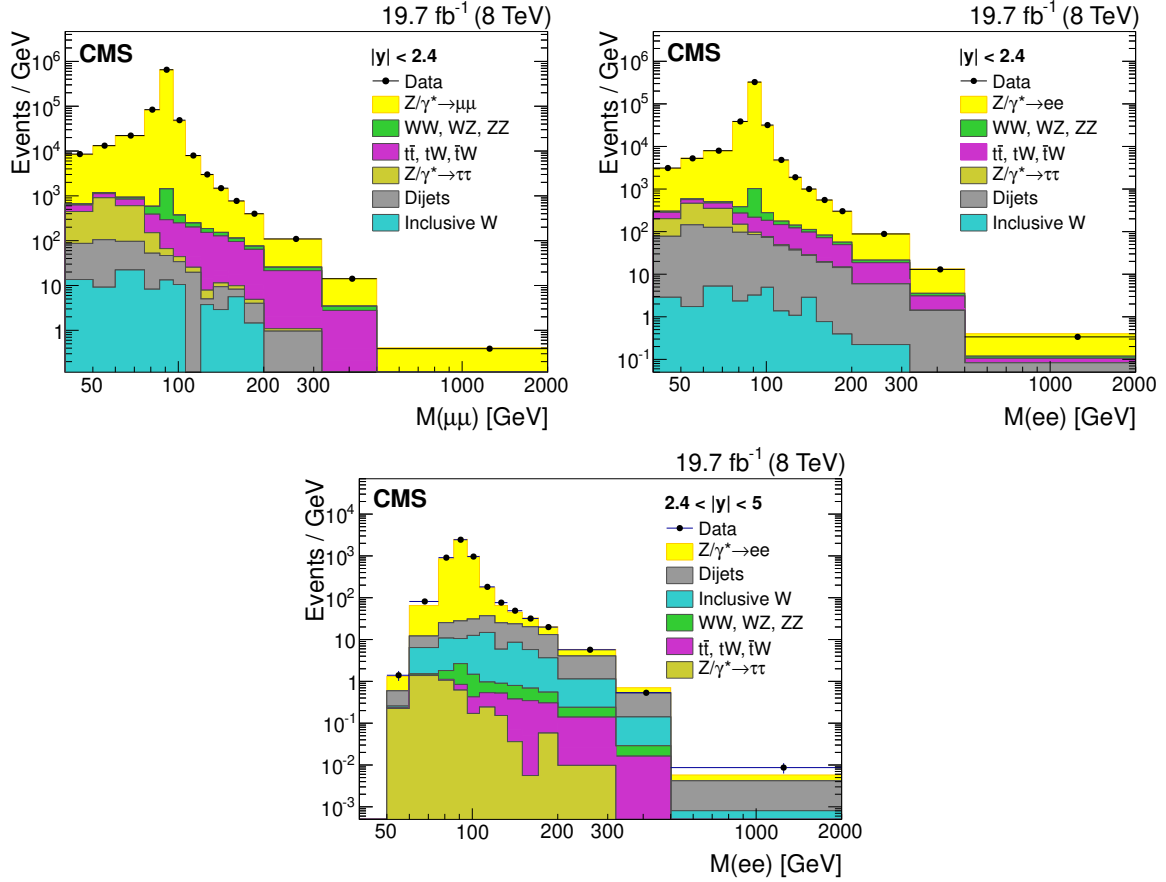 19.7 fb⁻¹ (8 TeV)
CMS
|y| < 2.4
Data
Z/γ*→μμ
WW, WZ, ZZ
tt̄, tW, t̄W
Z/γ*→ττ
Dijets
Inclusive W
Events / GeV
10⁶
10⁵
10⁴
10³
10²
10
1
50 100 200 300 1000 2000
M(μμ) [GeV]
19.7 fb⁻¹ (8 TeV)
CMS
|y| < 2.4
Data
Z/γ*→ee
WW, WZ, ZZ
tt̄, tW, t̄W
Z/γ*→ττ
Dijets
Inclusive W
Events / GeV
10⁶
10⁵
10⁴
10³
10²
10
1
10⁻¹
50 100 200 300 1000 2000
M(ee) [GeV]
19.7 fb⁻¹ (8 TeV)
CMS
2.4 < |y| < 5
Data
Z/γ*→ee
Dijets
Inclusive W
WW, WZ, ZZ
tt̄, tW, t̄W
Z/γ*→ττ
Events / GeV
10⁴
10³
10²
10
1
10⁻¹
10⁻²
10⁻³
50 100 200 300 1000 2000
M(ee) [GeV]